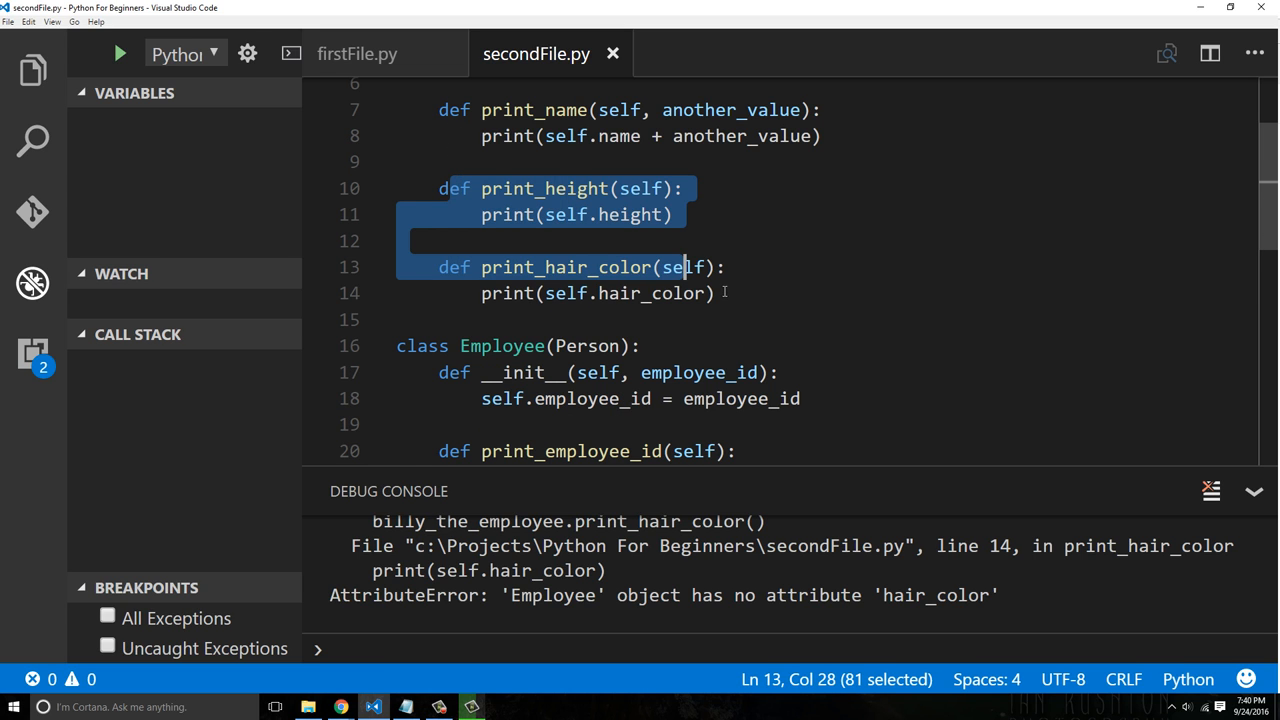 secondFile.py - Python For Beginners - Visual Studio Code
File Edit View Go Help
Pythor
firstFile.py
secondFile.py
VARIABLES
WATCH
CALL STACK
BREAKPOINTS
All Exceptions
Uncaught Exceptions
2
6
7 def print_name(self, another_value):
8 print(self.name + another_value)
9
10 def print_height(self):
11 print(self.height)
12
13 def print_hair_color(self):
14 print(self.hair_color)
15
16 class Employee(Person):
17 def __init__(self, employee_id):
18 self.employee_id = employee_id
19
20 def print_employee_id(self):
DEBUG CONSOLE
billy_the_employee.print_hair_color()
File "c:\Projects\Python For Beginners\secondFile.py", line 14, in print_hair_color
print(self.hair_color)
AttributeError: 'Employee' object has no attribute 'hair_color'
0 0 Ln 13, Col 28 (81 selected) Spaces: 4 UTF-8 CRLF Python
I'm Cortana. Ask me anything.
7:40 PM
9/24/2016